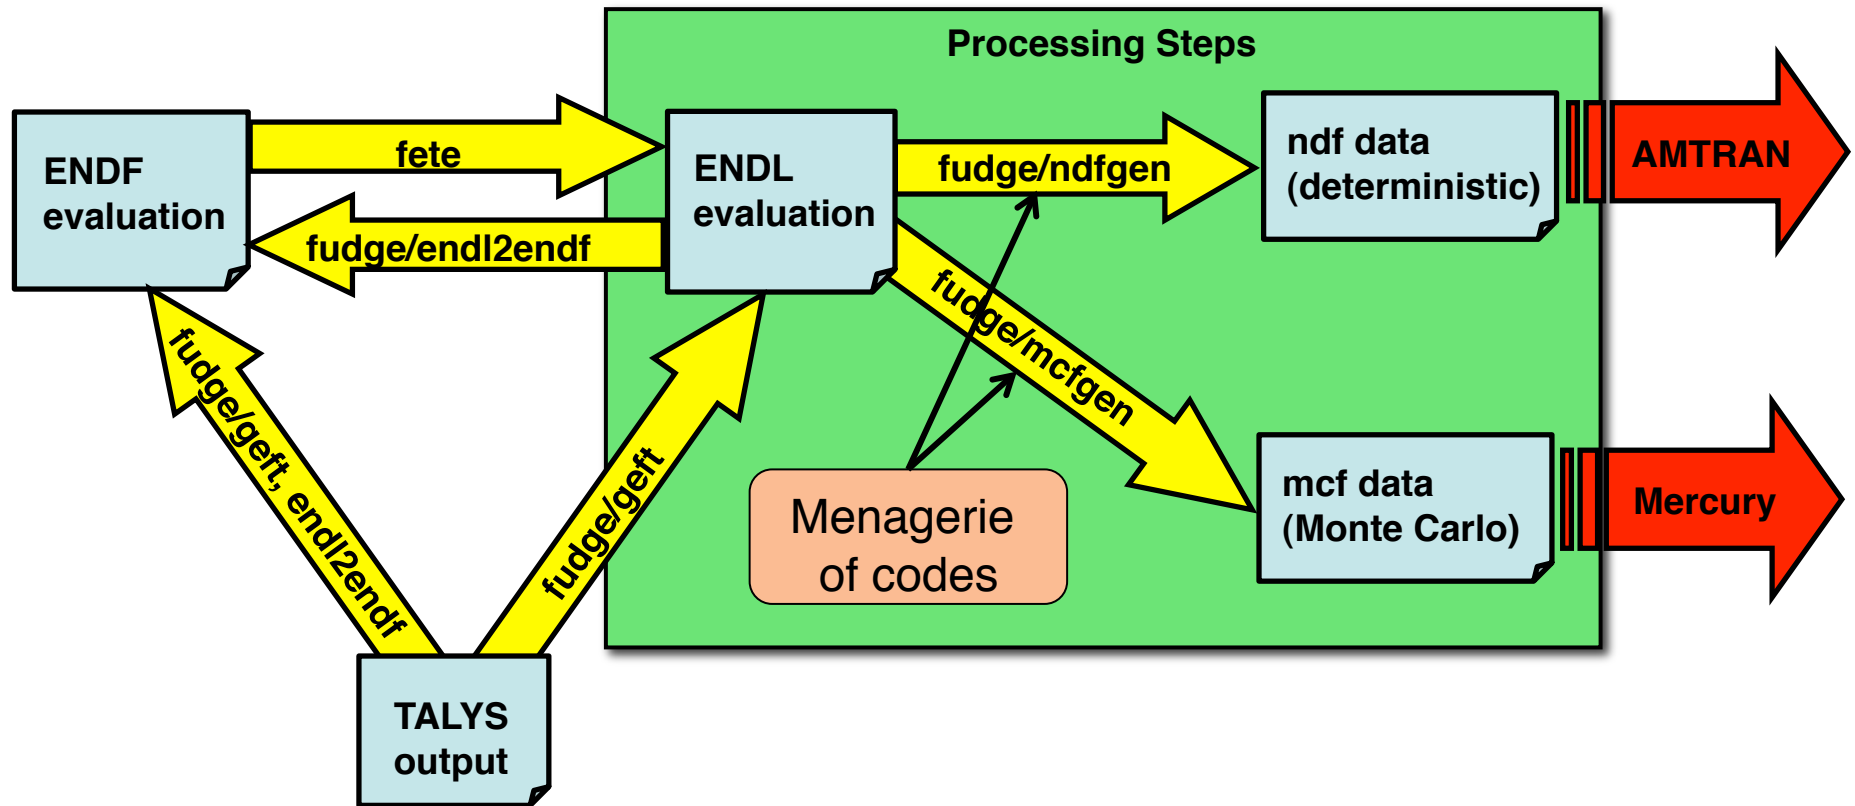 Processing Steps
ENDF
evaluation
fete
fudge/endl2endf
ENDL
evaluation
fudge/ndfgen
fudge/mcfgen
ndf data
(deterministic)
AMTRAN
mcf data
(Monte Carlo)
Mercury
Menagerie
of codes
fudge/geft, endl2endf
fudge/geft
TALYS
output